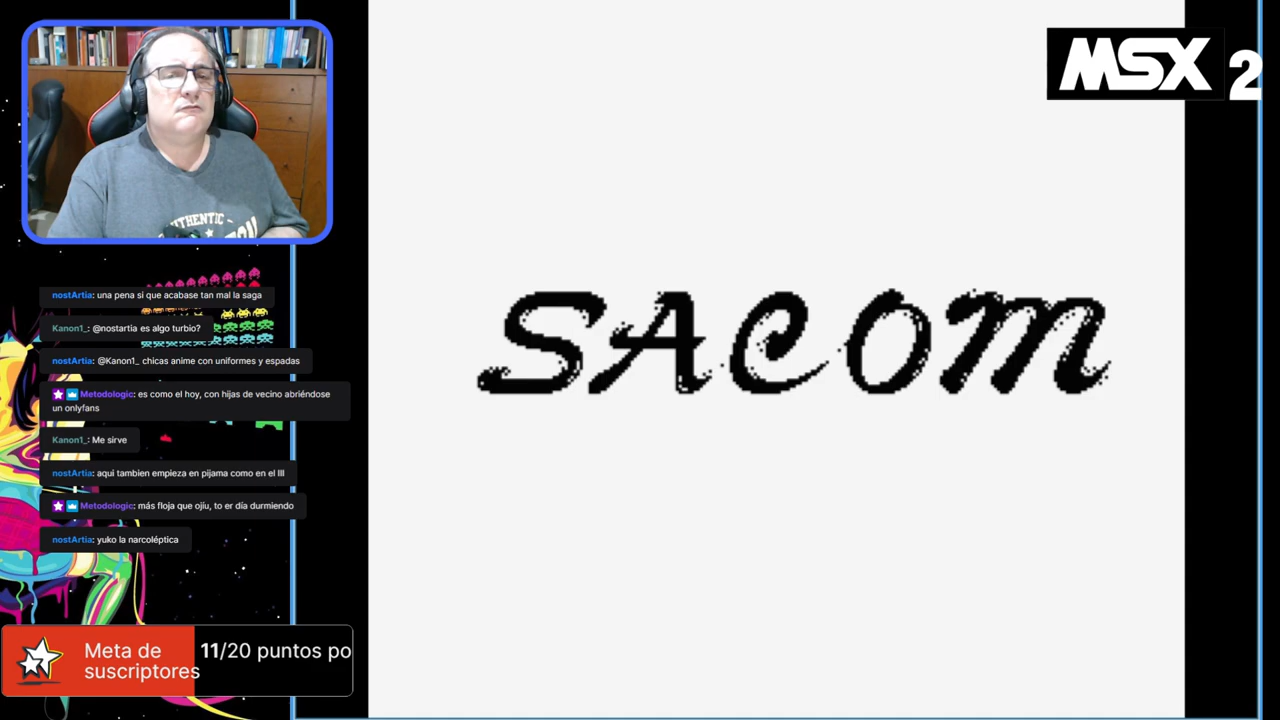 MSX 2
AUTHENTIC
SACOM
nostArtia: una pena si que acabase tan mal la saga
Kanon1_: @nostartia es algo turbio?
nostArtia: @Kanon1_ chicas anime con uniformes y espadas
Metodologic: es como el hoy, con hijas de vecino abriéndose
un onlyfans
Kanon1_: Me sirve
nostArtia: aqui tambien empieza en pijama como en el III
Metodologic: más floja que ojíu, to er día durmiendo
nostArtia: yuko la narcoléptica
Meta de
suscriptores
11/20 puntos po